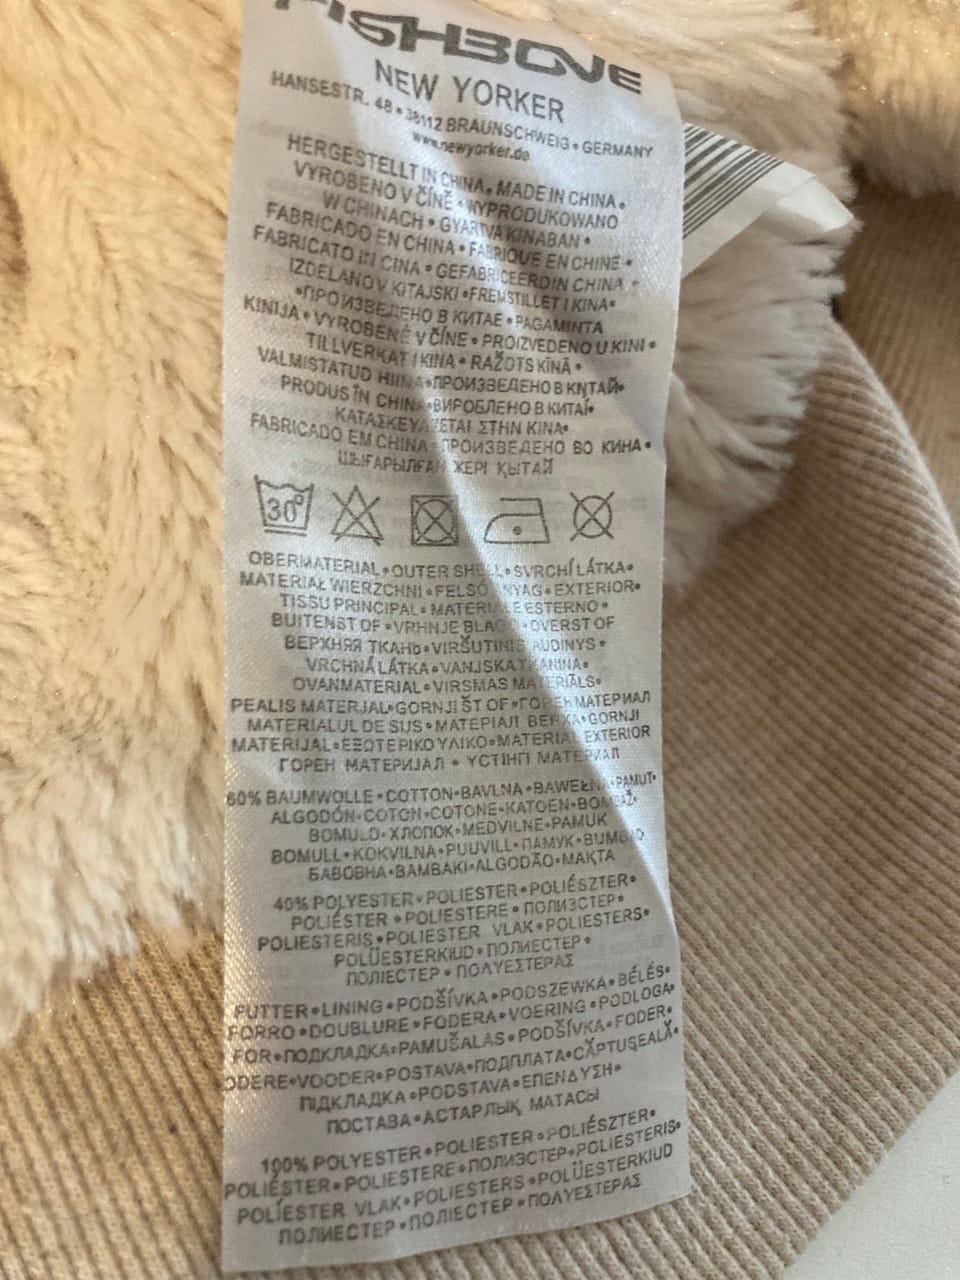 FISHBONE
NEW YORKER
HANSESTR. 48 • 38112 BRAUNSCHWEIG • GERMANY
www.newyorker.de
HERGESTELLT IN CHINA • MADE IN CHINA •
VYROBENO V ČÍNĚ • WYPRODUKOWANO
W CHINACH • GYARTVA KINABAN •
FABRICADO EN CHINA • FABRIQUE EN CHINE •
FABRICATO IN CINA • GEFABRICEERD IN CHINA •
IZDELANO V KITAJSKI • FREMSTILLET I KINA •
• ПРОИЗВЕДЕНО В КИТАЕ • PAGAMINTA
KINIJA • VYROBENÉ V ČÍNE • PROIZVEDENO U KINI •
TILLVERKAT I KINA • RAŽOTS ĶĪNĀ •
VALMISTATUD HIINA • ПРОИЗВЕДЕНО В КИТАЙ •
PRODUS ÎN CHINA • ВИРОБЛЕНО В КИТАЇ •
ΚΑΤΑΣΚΕΥΑΖΕΤΑΙ ΣΤΗΝ ΚΙΝΑ •
FABRICADO EM CHINA • ПРОИЗВЕДЕНО ВО КИНА •
ШЫҒАРЫЛҒАН ЖЕРІ ҚЫТАЙ
30°
OBERMATERIAL • OUTER SHELL • SVRCHÍ LÁTKA •
MATERIAŁ WIERZCHNI • FELSŐ ANYAG • EXTERIOR •
TISSU PRINCIPAL • MATERIALE ESTERNO •
BUITENSTOF • VRHNJE BLAGO • OVERSTOF
ВЕРХНЯЯ ТКАНЬ • VIRŠUTINIS AUDINYS •
VRCHNÁ LÁTKA • VANJSKA TKANINA •
OVANMATERIAL • VIRSMAS MATERIĀLS •
PEALIS MATERJAL • GORNJI ŠTOF • ГОРЕН МАТЕРИАЛ
MATERIALUL DE SUS • МАТЕРІАЛ ВЕРХА • GORNJI
MATERIJAL • ΕΞΩΤΕΡΙΚΟ ΥΛΙΚΟ • MATERIAL EXTERIOR
ГОРЕН МАТЕРИЈАЛ • ҮСТІҢГІ МАТЕРИАЛ
60% BAUMWOLLE • COTTON • BAVLNA • BAWEŁNA • PAMUT •
ALGODÓN • COTON • COTONE • KATOEN • BOMBAŽ •
BOMULD • ХЛОПОК • MEDVILNE • PAMUK
BOMULL • KOKVILNA • PUUVILL • ПАМУК • BUMBAC
БАВОВНА • BAMBAKI • ALGODÃO • МАҚТА
40% POLYESTER • POLIESTER • POLIÉSZTER •
POLIÉSTER • POLIESTERE • ПОЛИЭСТЕР •
POLIESTERIS • POLIESTER VLAK • POLIESTERS •
POLÜESTERKIUD • ПОЛИЕСТЕР •
ПОЛІЕСТЕР • ΠΟΛΥΕΣΤΕΡΑΣ
FUTTER • LINING • PODŠÍVKA • PODSZEWKA • BÉLÉS •
FORRO • DOUBLURE • FODERA • VOERING • PODLOGA •
FOR • ПОДКЛАДКА • PAMUŠALAS • PODŠÍVKA • FODER •
ODERE • VOODER • POSTAVA • ПОДПЛАТА • CĂPTUŞEALĂ •
ПІДКЛАДКА • PODSTAVA • ΕΠΕΝΔΥΣΗ •
ПОСТАВА • АСТАРЛЫҚ МАТАСЫ
100% POLYESTER • POLIESTER • POLIÉSZTER •
POLIÉSTER • POLIESTERE • ПОЛИЭСТЕР • POLIESTERIS •
POLIESTER VLAK • POLIESTERS • POLÜESTERKIUD
ПОЛИЕСТЕР • ПОЛІЕСТЕР • ΠΟΛΥΕΣΤΕΡΑΣ